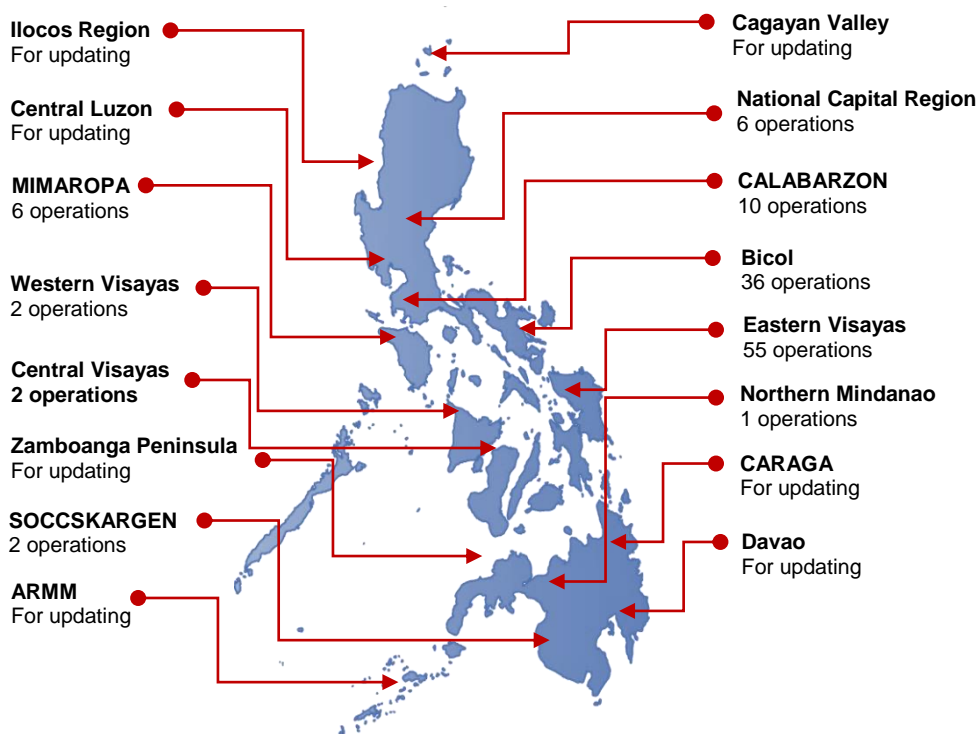 Ilocos Region
For updating
Central Luzon
For updating
MIMAROPA
6 operations
Western Visayas
2 operations
Central Visayas
2 operations
Zamboanga Peninsula
For updating
SOCCSKARGEN
2 operations
ARMM
For updating
Cagayan Valley
For updating
National Capital Region
6 operations
CALABARZON
10 operations
Bicol
36 operations
Eastern Visayas
55 operations
Northern Mindanao
1 operations
CARAGA
For updating
Davao
For updating